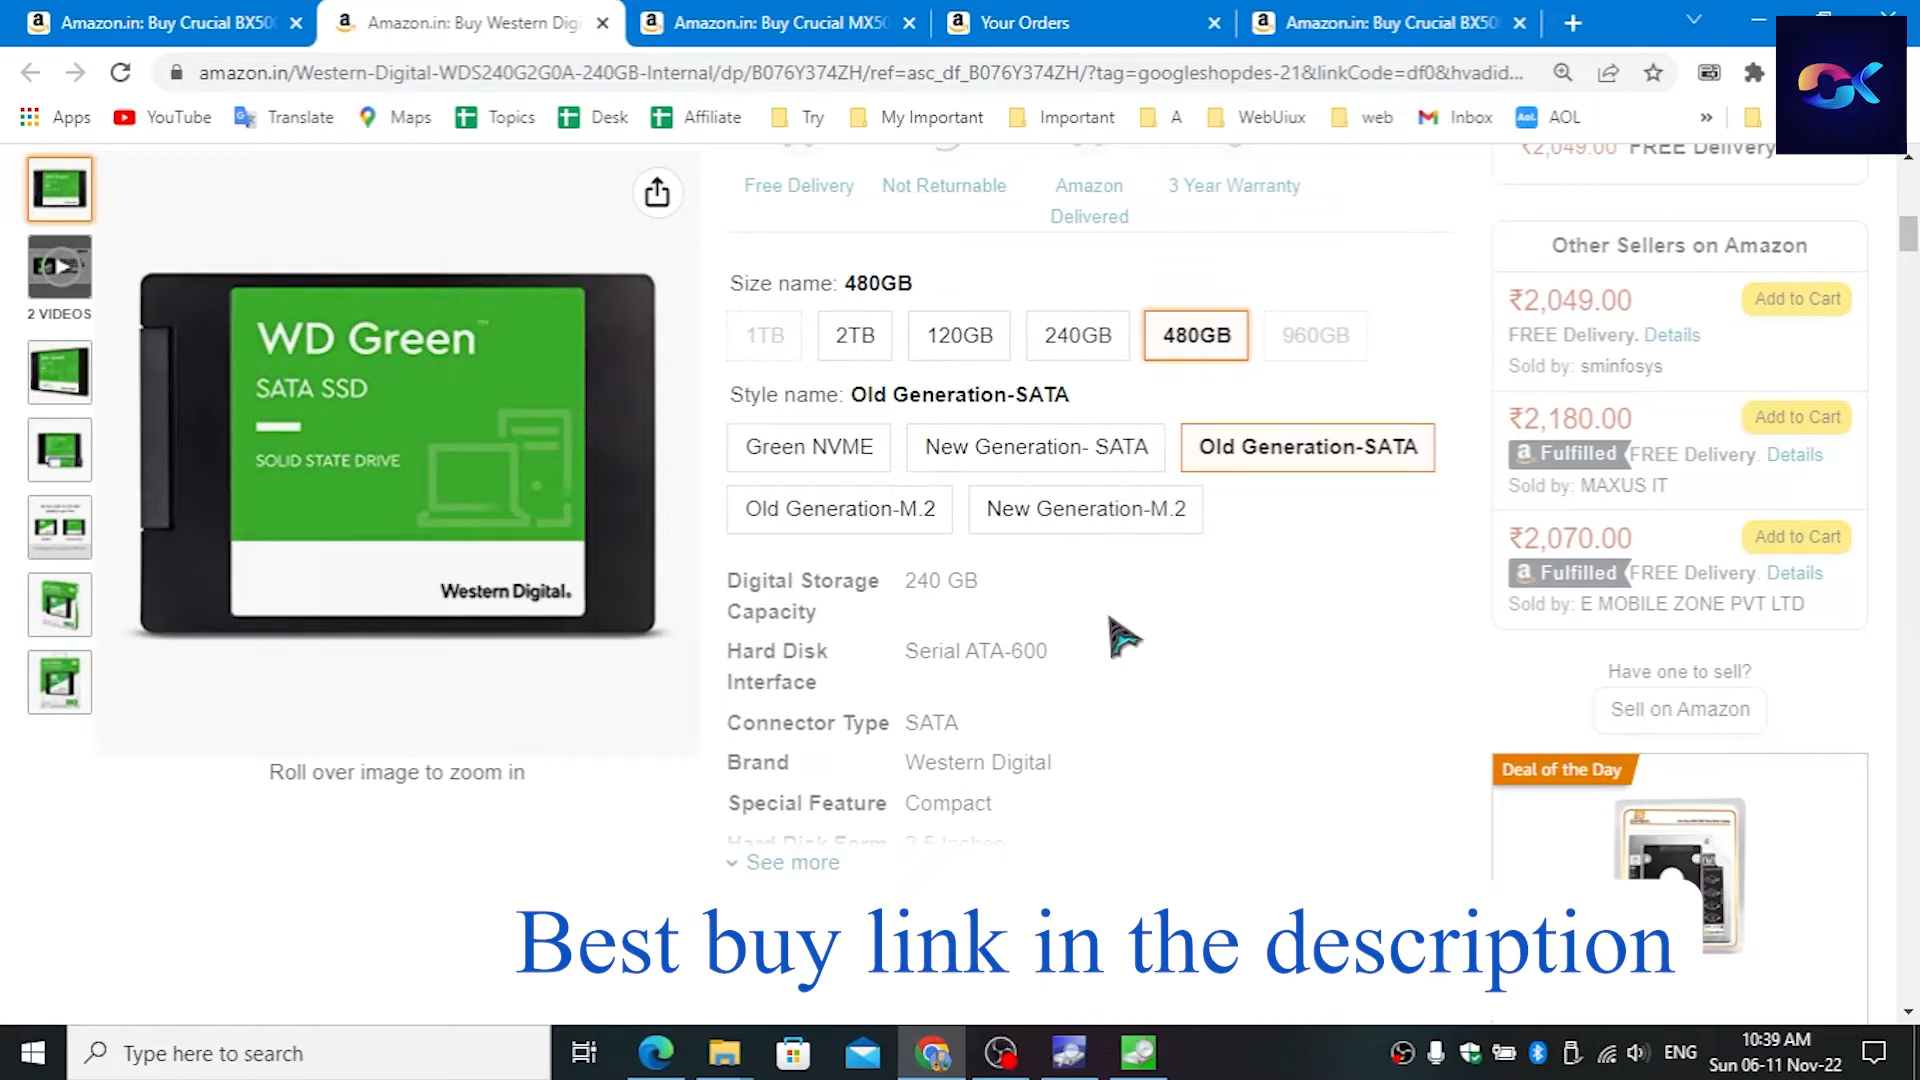 Amazon.in: Buy Crucial BX50
Amazon.in: Buy Western Digi
Amazon.in: Buy Crucial MX50
Your Orders
Amazon.in: Buy Crucial BX50
amazon.in/Western-Digital-WDS240G2G0A-240GB-Internal/dp/B076Y374ZH/ref=asc_df_B076Y374ZH/?tag=googleshopdes-21&linkCode=df0&hvadid...
Apps YouTube Translate Maps Topics Desk Affiliate Try My Important Important A WebUiux web Inbox AOL »
WD Green™
SATA SSD
SOLID STATE DRIVE
Western Digital.
2 VIDEOS
Roll over image to zoom in
Free Delivery
Not Returnable
Amazon
Delivered
3 Year Warranty
Size name: 480GB
1TB 2TB 120GB 240GB 480GB 960GB
Style name: Old Generation-SATA
Green NVME New Generation- SATA Old Generation-SATA
Old Generation-M.2 New Generation-M.2
Digital Storage 240 GB
Capacity
Hard Disk Serial ATA-600
Interface
Connector Type SATA
Brand Western Digital
Special Feature Compact
Hard Disk Form 2.5 Inches
See more
₹2,049.00 FREE Delivery
Other Sellers on Amazon
₹2,049.00 Add to Cart
FREE Delivery. Details
Sold by: sminfosys
₹2,180.00 Add to Cart
a Fulfilled FREE Delivery. Details
Sold by: MAXUS IT
₹2,070.00 Add to Cart
a Fulfilled FREE Delivery. Details
Sold by: E MOBILE ZONE PVT LTD
Have one to sell?
Sell on Amazon
Deal of the Day
Best buy link in the description
Type here to search
ENG
10:39 AM
Sun 06-11 Nov-22